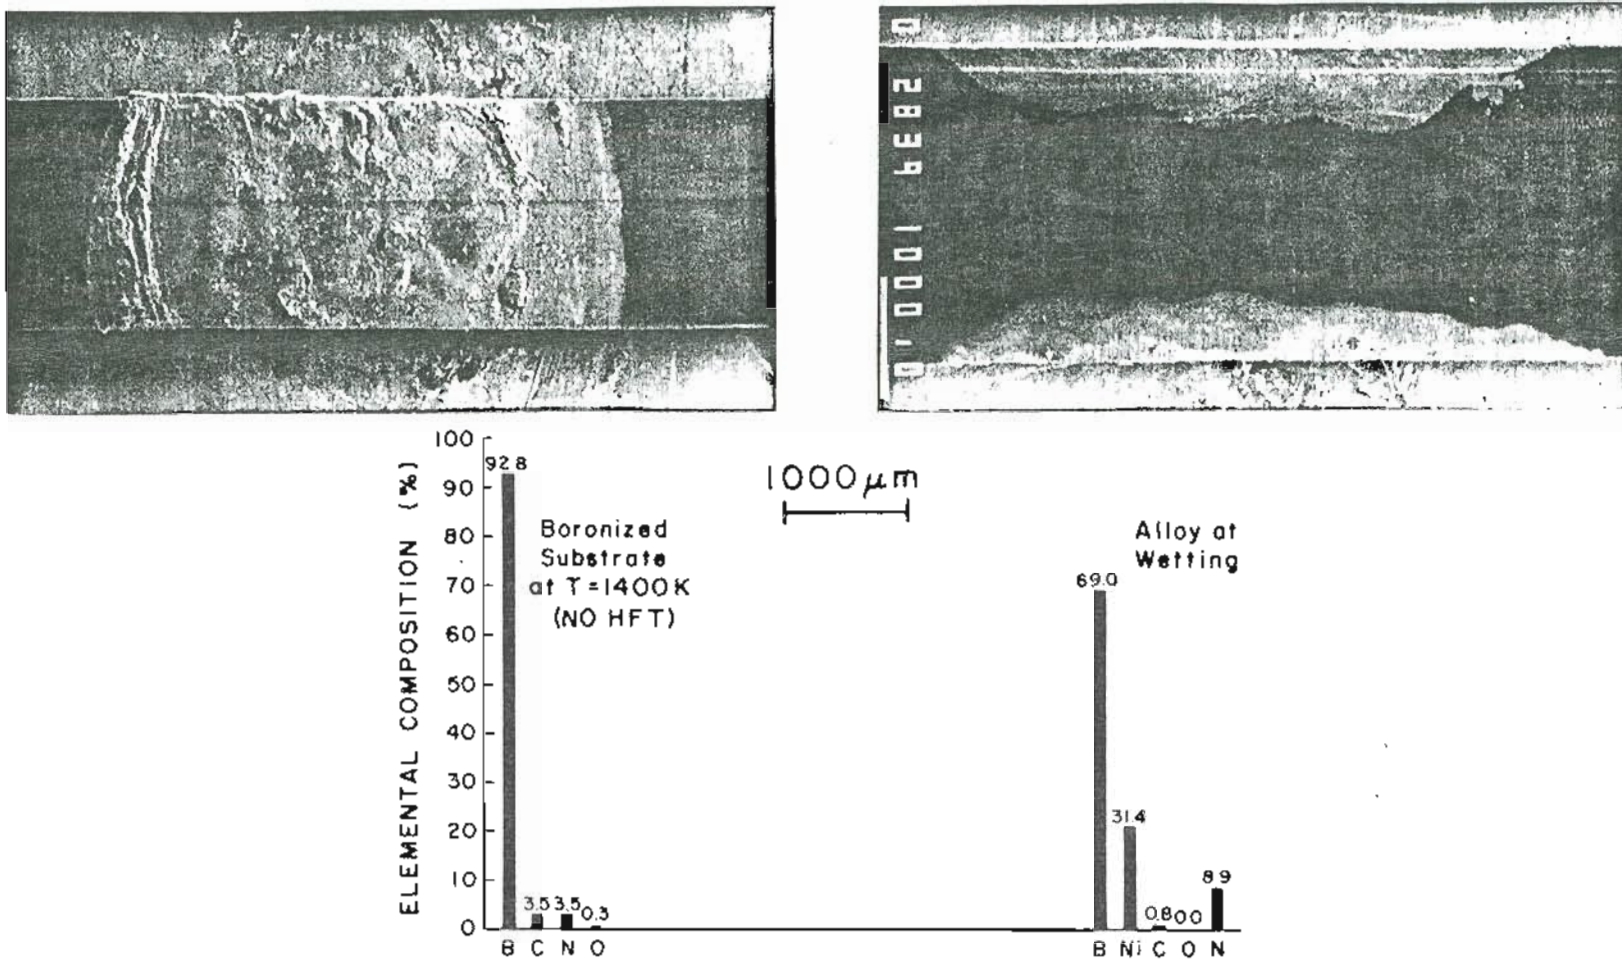 100
90
80
70
60
50
40
30
20
10
0
ELEMENTAL COMPOSITION (%)
92.8
3.5 3.5 0.3
B C N O
Boronized
Substrate
at T=1400K
(NO HFT)
1000 μm
Alloy at
Wetting
69.0
31.4
0.8 0.0
8.9
B Ni C O N